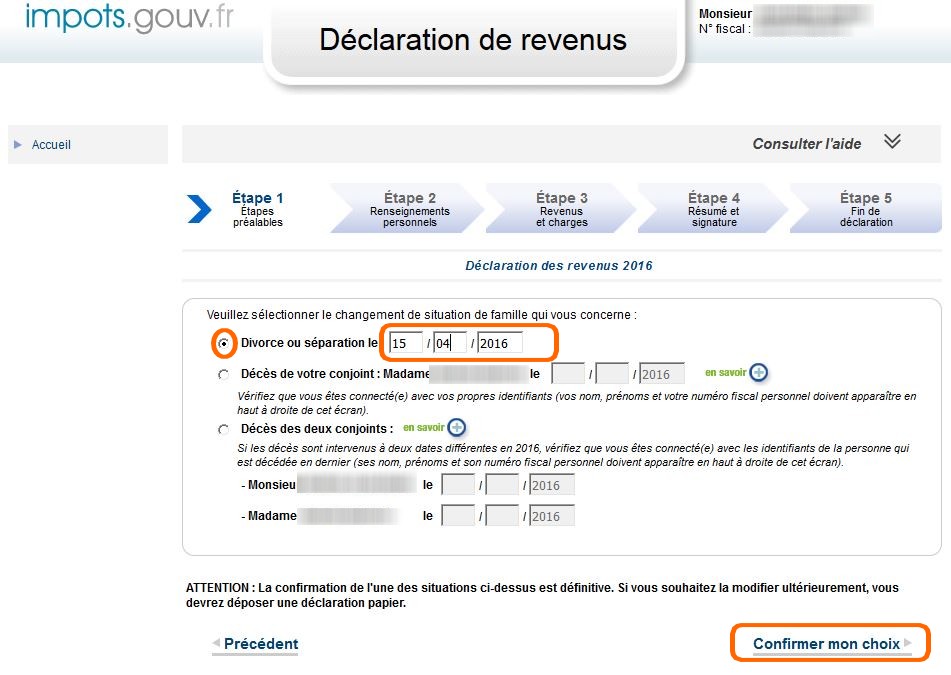 impots.gouv.fr
Déclaration de revenus
Monsieur
N° fiscal :
Accueil
Consulter l'aide
Étape 1
Étapes
préalables
Étape 2
Renseignements
personnels
Étape 3
Revenus
et charges
Étape 4
Résumé et
signature
Étape 5
Fin de
déclaration
Déclaration des revenus 2016
Veuillez sélectionner le changement de situation de famille qui vous concerne :
Divorce ou séparation le 15 / 04 / 2016
Décès de votre conjoint : Madame le / / 2016 en savoir
Vérifiez que vous êtes connecté(e) avec vos propres identifiants (vos nom, prénoms et votre numéro fiscal personnel doivent apparaître en
haut à droite de cet écran).
Décès des deux conjoints : en savoir
Si les décès sont intervenus à deux dates différentes en 2016, vérifiez que vous êtes connecté(e) avec les identifiants de la personne qui
est décédée en dernier (ses nom, prénoms et son numéro fiscal personnel doivent apparaître en haut à droite de cet écran).
- Monsieu le / / 2016
- Madame le / / 2016
ATTENTION : La confirmation de l'une des situations ci-dessus est définitive. Si vous souhaitez la modifier ultérieurement, vous
devrez déposer une déclaration papier.
Précédent
Confirmer mon choix